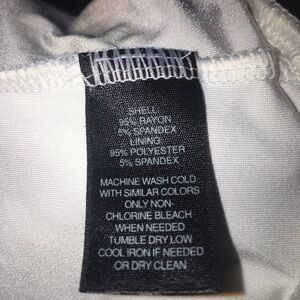 SHELL:
95% RAYON
5% SPANDEX
LINING:
95% POLYESTER
5% SPANDEX
MACHINE WASH COLD
WITH SIMILAR COLORS
ONLY NON-
CHLORINE BLEACH
WHEN NEEDED
TUMBLE DRY LOW
COOL IRON IF NEEDED
OR DRY CLEAN